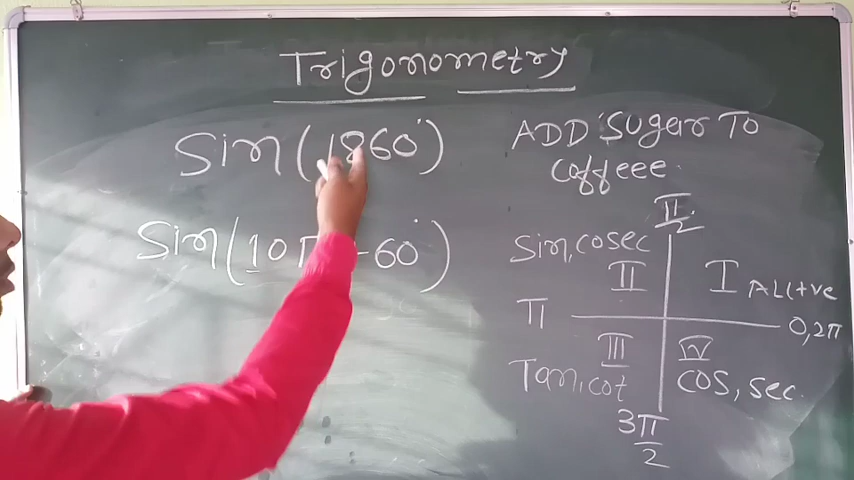 Trigonometry
Sin(1860°)
Sin(10π 60°)
ADD Sugar To
Coffeee.
π/2
Sin, cosec
II
I ALL+ve
π
0, 2π
III
IV
Tan, cot
COS, sec.
3π/2